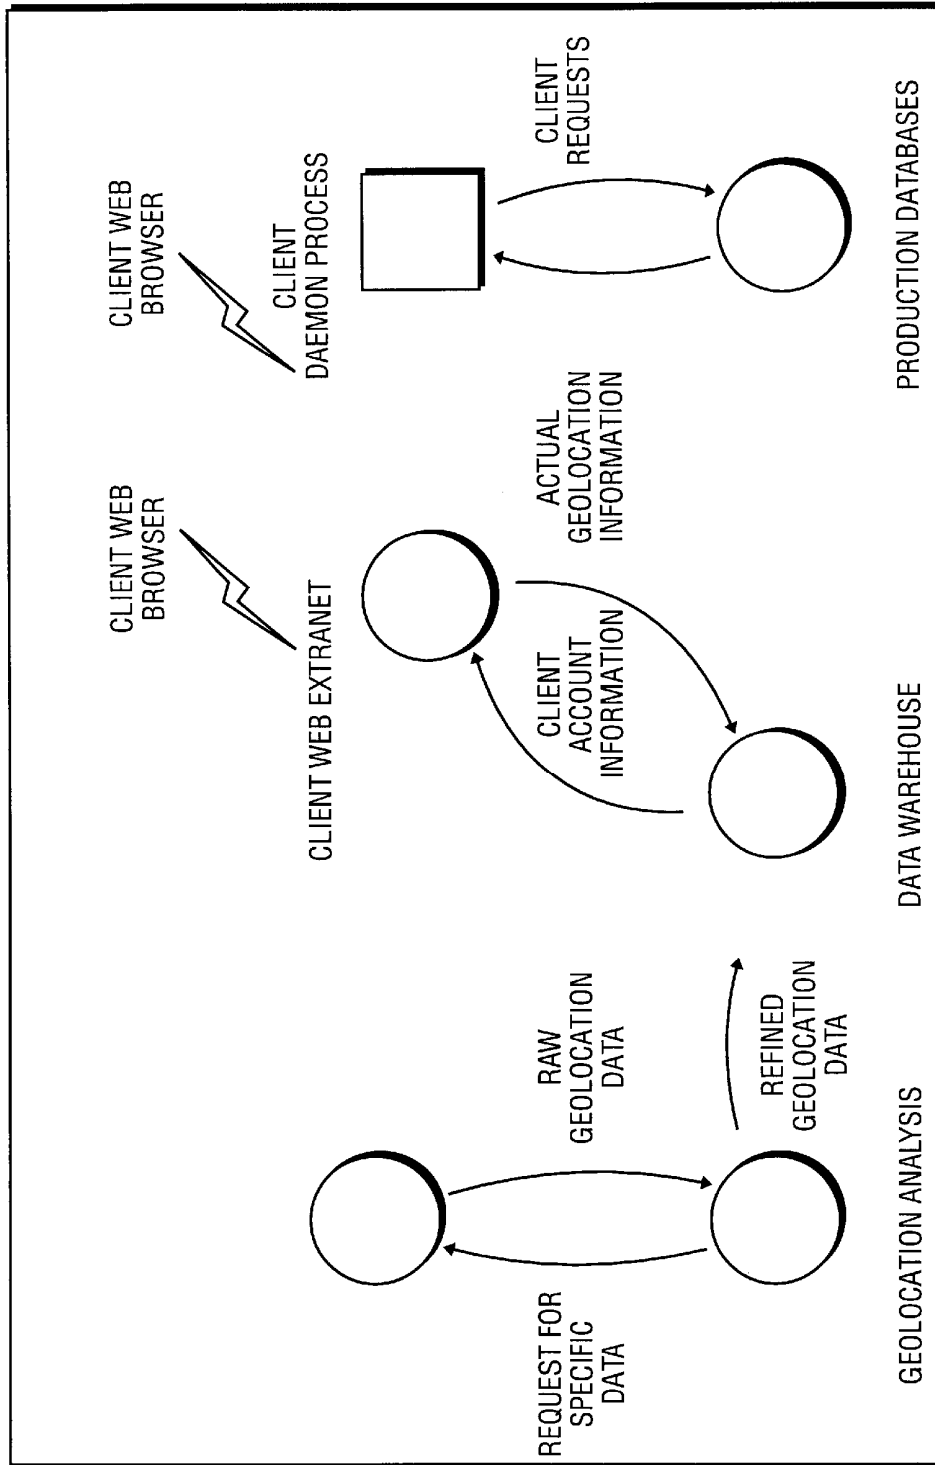 CLIENT WEB
BROWSER
CLIENT WEB
BROWSER
CLIENT WEB EXTRANET
CLIENT
DAEMON PROCESS
REQUEST FOR
SPECIFIC
DATA
RAW
GEOLOCATION
DATA
CLIENT
ACCOUNT
INFORMATION
ACTUAL
GEOLOCATION
INFORMATION
CLIENT
REQUESTS
REFINED
GEOLOCATION
DATA
GEOLOCATION ANALYSIS
DATA WAREHOUSE
PRODUCTION DATABASES